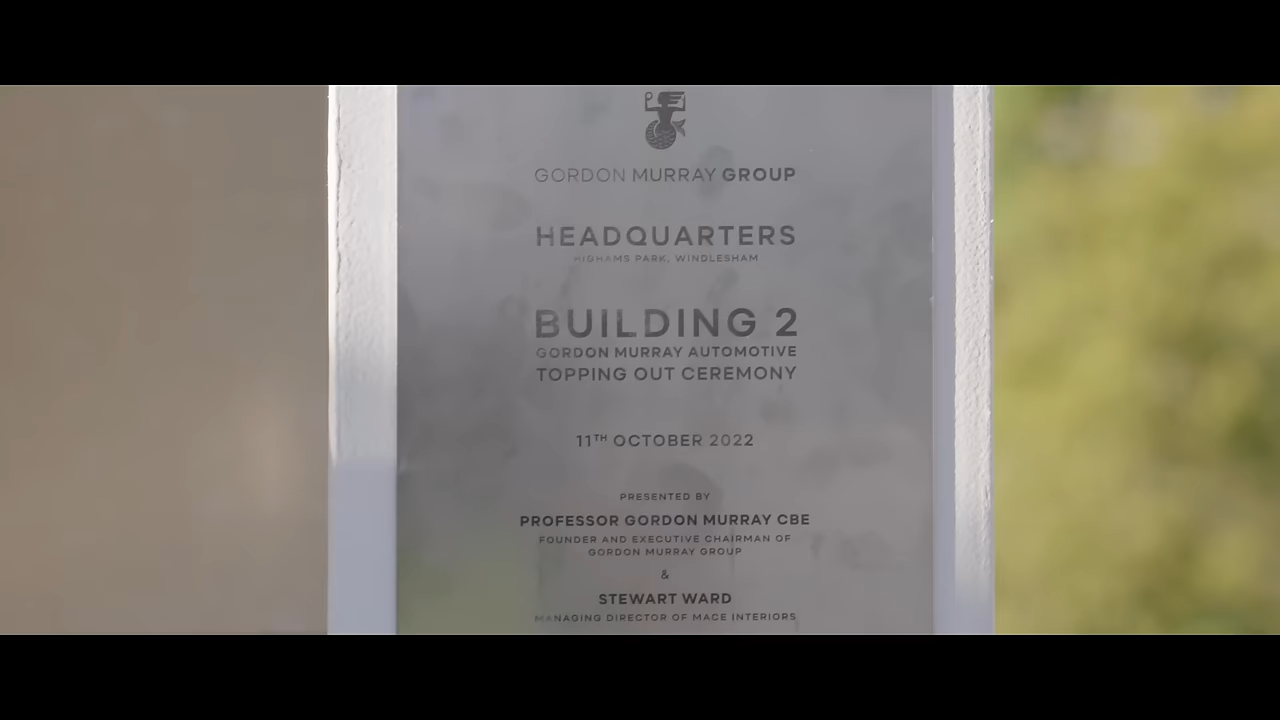 GORDON MURRAY GROUP
HEADQUARTERS
HIGHAMS PARK, WINDLESHAM
BUILDING 2
GORDON MURRAY AUTOMOTIVE
TOPPING OUT CEREMONY
11TH OCTOBER 2022
PRESENTED BY
PROFESSOR GORDON MURRAY CBE
FOUNDER AND EXECUTIVE CHAIRMAN OF
GORDON MURRAY GROUP
&
STEWART WARD
MANAGING DIRECTOR OF MACE INTERIORS